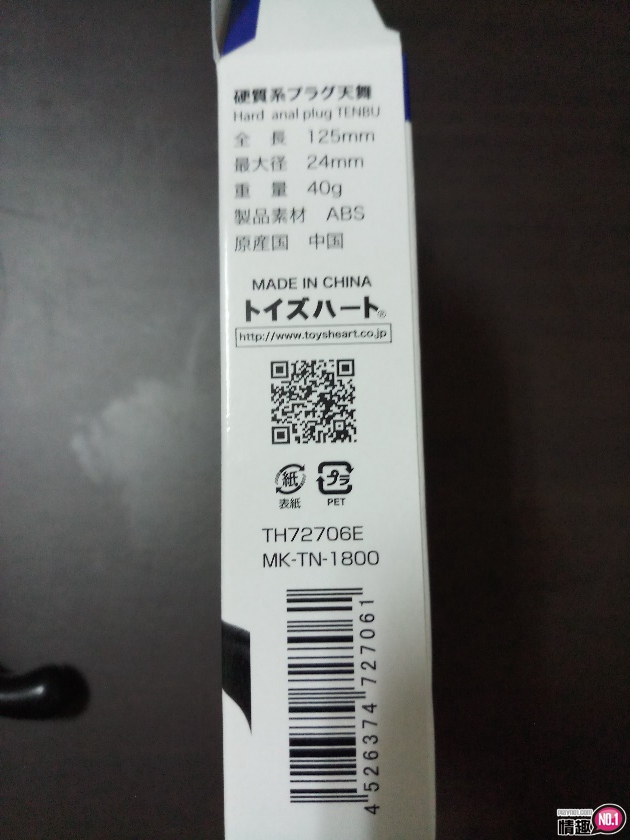 硬質系プラグ天舞
Hard anal plug TENBU
全 長 125mm
最大径 24mm
重 量 40g
製品素材 ABS
原産国 中国
MADE IN CHINA
トイズハート®
http://www.toysheart.co.jp
紙
表紙
プラ
PET
TH72706E
MK-TN-1800
4 526374 727061
情趣
NO.1